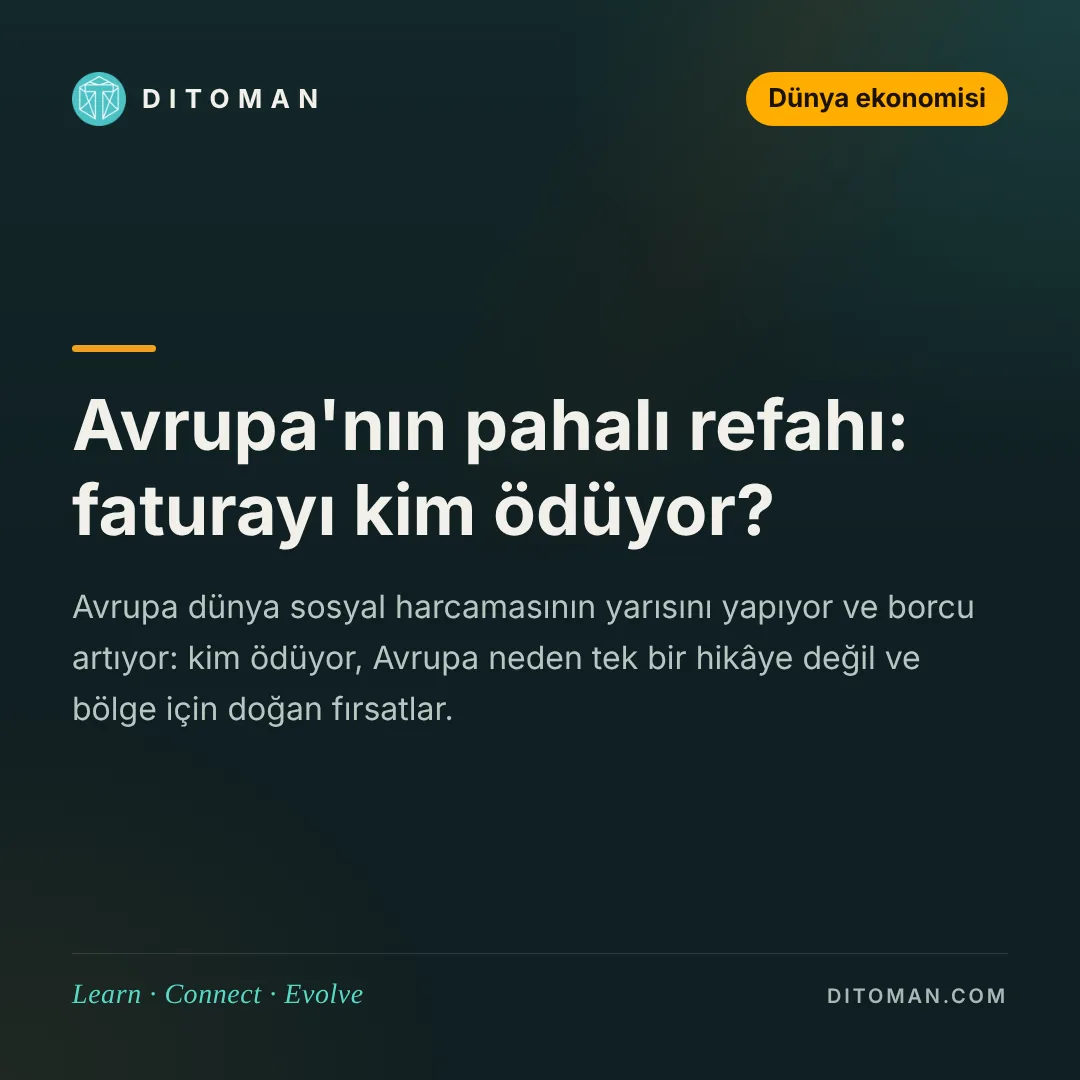 DITOMAN
Dünya ekonomisi
Avrupa'nın pahalı refahı:
faturayı kim ödüyor?
Avrupa dünya sosyal harcamasının yarısını yapıyor ve borcu
artıyor: kim ödüyor, Avrupa neden tek bir hikâye değil ve
bölge için doğan fırsatlar.
Learn · Connect · Evolve
DITOMAN.COM